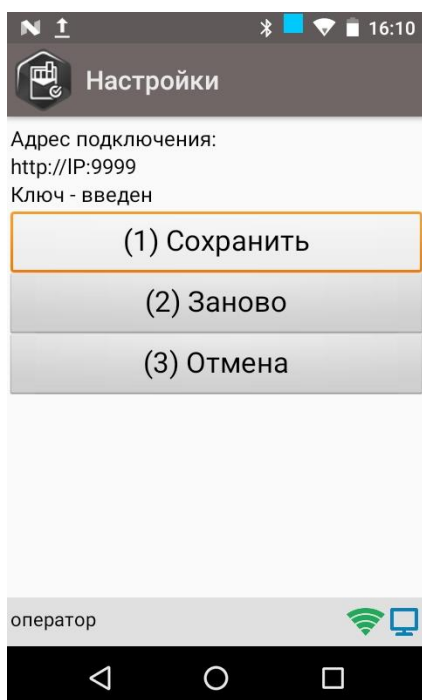 16:10
Настройки
Адрес подключения:
http://IP:9999
Ключ - введен
(1) Сохранить
(2) Заново
(3) Отмена
оператор